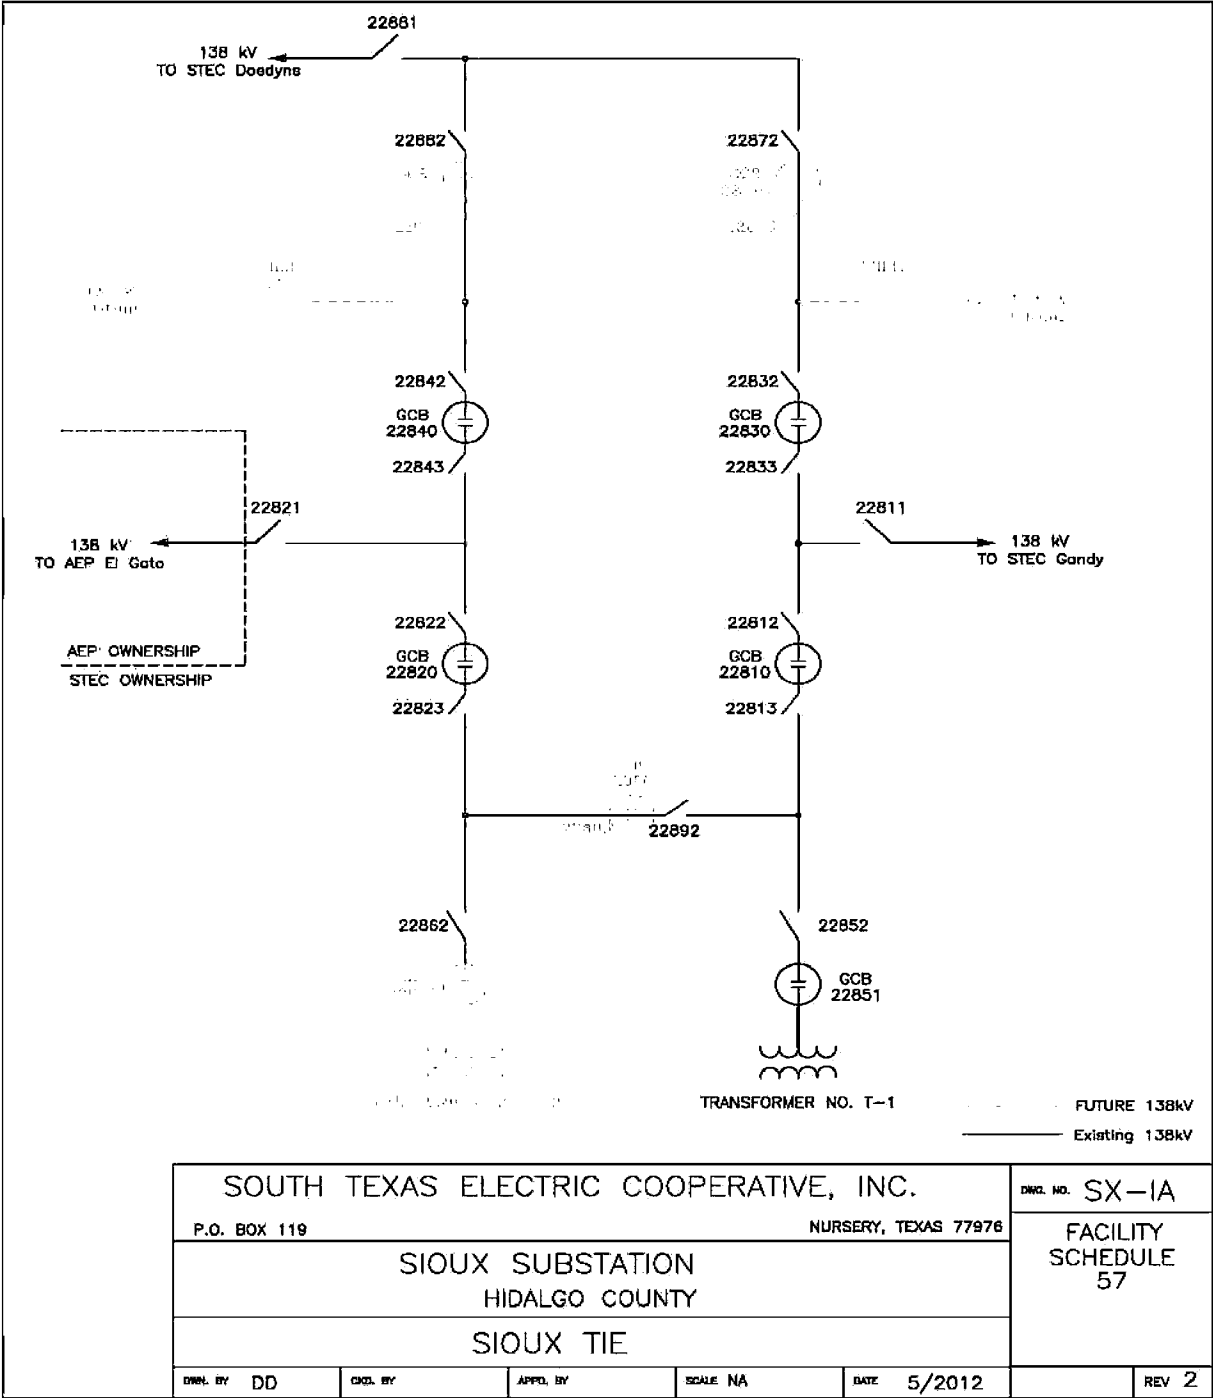 22881
138 kV
TO STEC Doedyns
22882
22872
22842
22832
GCB
22840
GCB
22830
22843
22833
22821
22811
138 kV
TO AEP El Gato
138 kV
TO STEC Gandy
22822
22812
AEP OWNERSHIP
GCB
22820
GCB
22810
STEC OWNERSHIP
22823
22813
22892
22862
22852
GCB
22851
TRANSFORMER NO. T-1
FUTURE 138kV
Existing 138kV
SOUTH TEXAS ELECTRIC COOPERATIVE, INC.
P.O. BOX 119
NURSERY, TEXAS 77976
DWG. NO. SX-1A
FACILITY
SCHEDULE
57
SIOUX SUBSTATION
HIDALGO COUNTY
SIOUX TIE
DWN. BY DD
CKD. BY
APPD. BY
SCALE NA
DATE 5/2012
REV 2